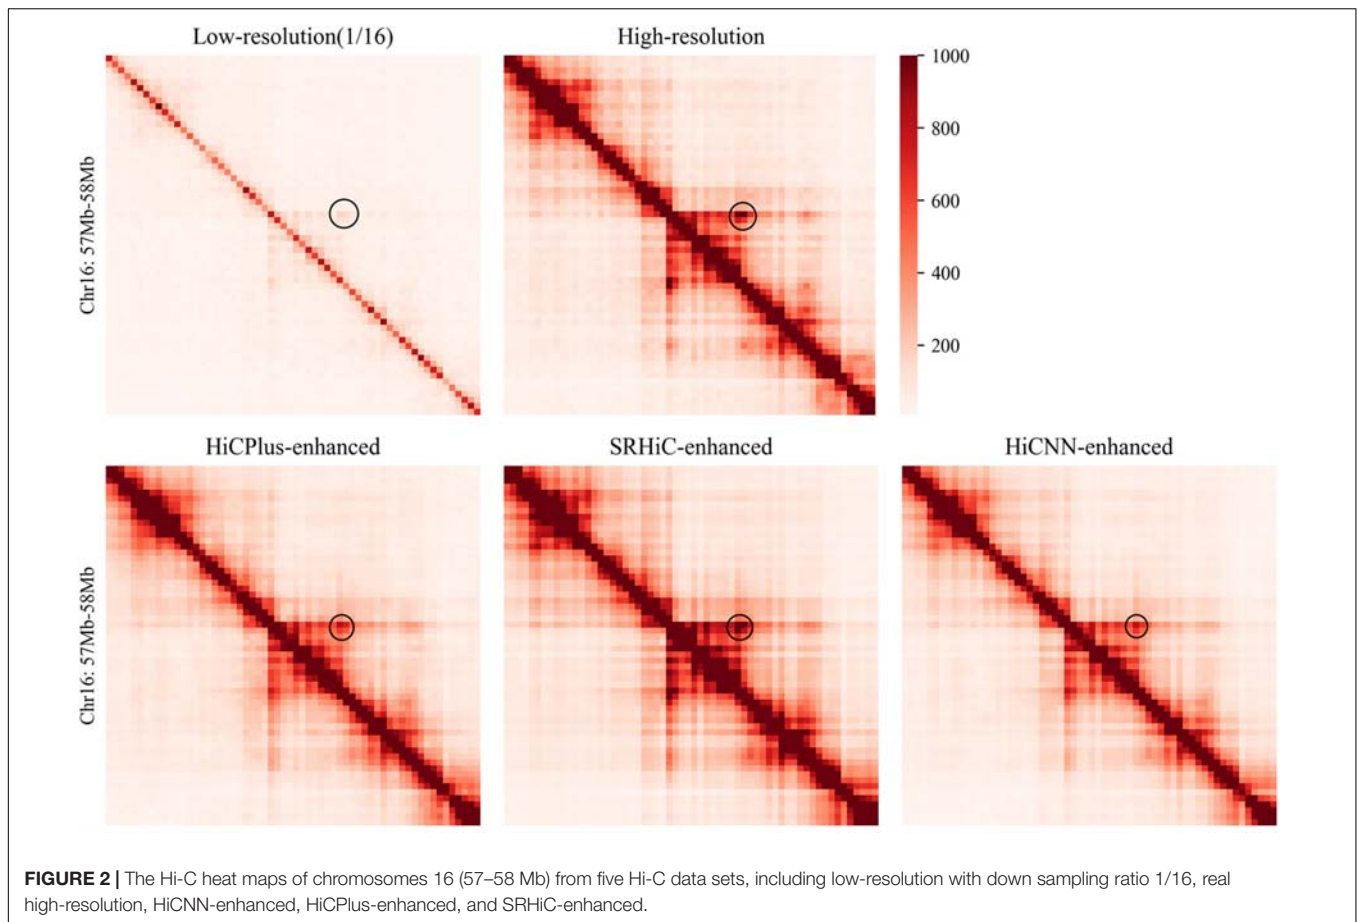 Low-resolution(1/16)
High-resolution
1000
800
600
400
200
Chr16: 57Mb-58Mb
HiCPlus-enhanced
SRHiC-enhanced
HiCNN-enhanced
Chr16: 57Mb-58Mb
FIGURE 2 | The Hi-C heat maps of chromosomes 16 (57–58 Mb) from five Hi-C data sets, including low-resolution with down sampling ratio 1/16, real
high-resolution, HiCNN-enhanced, HiCPlus-enhanced, and SRHiC-enhanced.